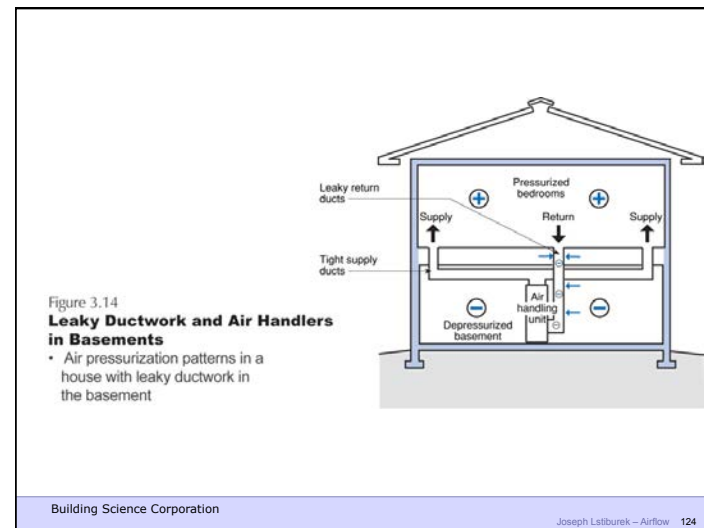 Figure 3.14
Leaky Ductwork and Air Handlers
in Basements
• Air pressurization patterns in a
house with leaky ductwork in
the basement
Leaky return
ducts
Pressurized
bedrooms
Supply
Return
Supply
Tight supply
ducts
Air
handling
unit
Depressurized
basement
Building Science Corporation
Joseph Lstiburek – Airflow 124